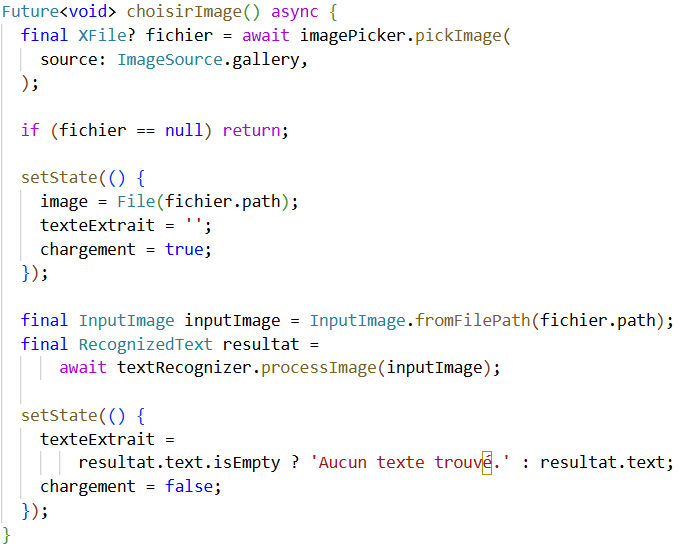 Future<void> choisirImage() async {
  final XFile? fichier = await imagePicker.pickImage(
    source: ImageSource.gallery,
  );

  if (fichier == null) return;

  setState(() {
    image = File(fichier.path);
    texteExtrait = '';
    chargement = true;
  });

  final InputImage inputImage = InputImage.fromFilePath(fichier.path);
  final RecognizedText resultat =
      await textRecognizer.processImage(inputImage);

  setState(() {
    texteExtrait =
        resultat.text.isEmpty ? 'Aucun texte trouvé.' : resultat.text;
    chargement = false;
  });
}